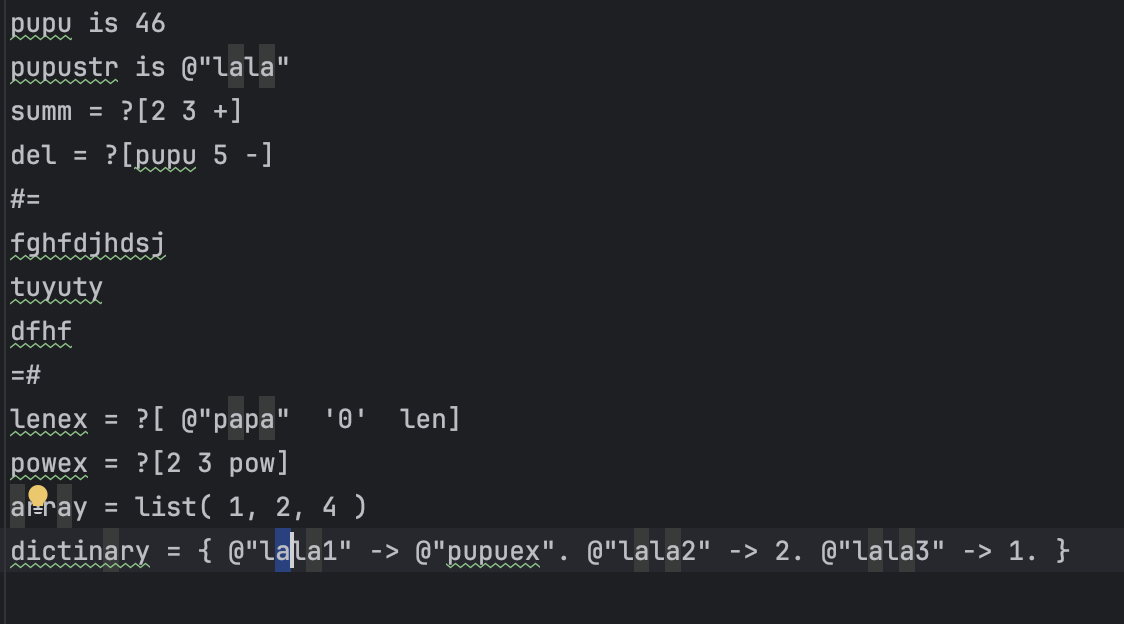 pupu is 46
pupustr is @"lala"
summ = ?[2 3 +]
del = ?[pupu 5 -]
#=
fghfdjhdsj
tuyuty
dfhf
=#
lenex = ?[ @"papa"  '0'  len]
powex = ?[2 3 pow]
array = list( 1, 2, 4 )
dictinary = { @"lala1" -> @"pupuex". @"lala2" -> 2. @"lala3" -> 1. }